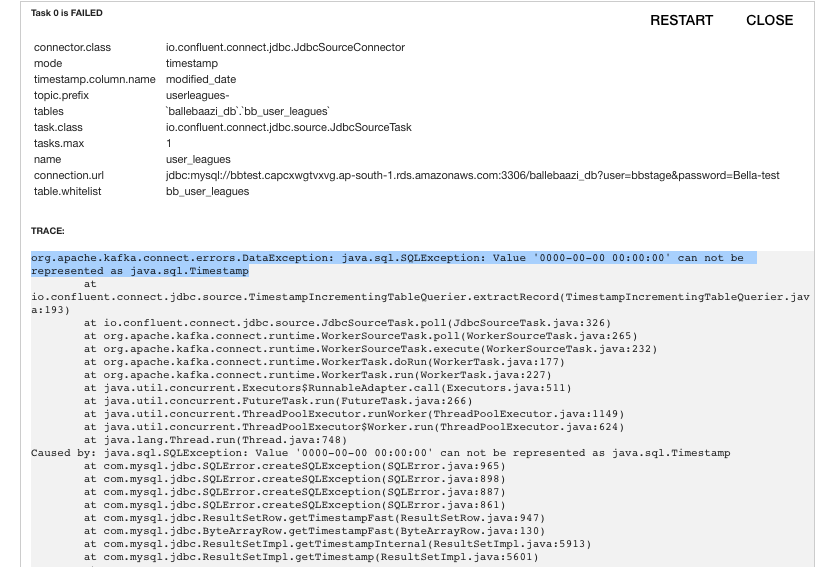 Task 0 is FAILED
RESTART CLOSE
connector.class io.confluent.connect.jdbc.JdbcSourceConnector
mode timestamp
timestamp.column.name modified_date
topic.prefix userleagues-
tables `ballebaazi_db`.`bb_user_leagues`
task.class io.confluent.connect.jdbc.source.JdbcSourceTask
tasks.max 1
name user_leagues
connection.url jdbc:mysql://bbtest.capcxwgtvxvg.ap-south-1.rds.amazonaws.com:3306/ballebaazi_db?user=bbstage&password=Bella-test
table.whitelist bb_user_leagues
TRACE:
org.apache.kafka.connect.errors.DataException: java.sql.SQLException: Value '0000-00-00 00:00:00' can not be
represented as java.sql.Timestamp
at
io.confluent.connect.jdbc.source.TimestampIncrementingTableQuerier.extractRecord(TimestampIncrementingTableQuerier.jav
a:193)
at io.confluent.connect.jdbc.source.JdbcSourceTask.poll(JdbcSourceTask.java:326)
at org.apache.kafka.connect.runtime.WorkerSourceTask.poll(WorkerSourceTask.java:265)
at org.apache.kafka.connect.runtime.WorkerSourceTask.execute(WorkerSourceTask.java:232)
at org.apache.kafka.connect.runtime.WorkerTask.doRun(WorkerTask.java:177)
at org.apache.kafka.connect.runtime.WorkerTask.run(WorkerTask.java:227)
at java.util.concurrent.Executors$RunnableAdapter.call(Executors.java:511)
at java.util.concurrent.FutureTask.run(FutureTask.java:266)
at java.util.concurrent.ThreadPoolExecutor.runWorker(ThreadPoolExecutor.java:1149)
at java.util.concurrent.ThreadPoolExecutor$Worker.run(ThreadPoolExecutor.java:624)
at java.lang.Thread.run(Thread.java:748)
Caused by: java.sql.SQLException: Value '0000-00-00 00:00:00' can not be represented as java.sql.Timestamp
at com.mysql.jdbc.SQLError.createSQLException(SQLError.java:965)
at com.mysql.jdbc.SQLError.createSQLException(SQLError.java:898)
at com.mysql.jdbc.SQLError.createSQLException(SQLError.java:887)
at com.mysql.jdbc.SQLError.createSQLException(SQLError.java:861)
at com.mysql.jdbc.ResultSetRow.getTimestampFast(ResultSetRow.java:947)
at com.mysql.jdbc.ByteArrayRow.getTimestampFast(ByteArrayRow.java:130)
at com.mysql.jdbc.ResultSetImpl.getTimestampInternal(ResultSetImpl.java:5913)
at com.mysql.jdbc.ResultSetImpl.getTimestamp(ResultSetImpl.java:5601)